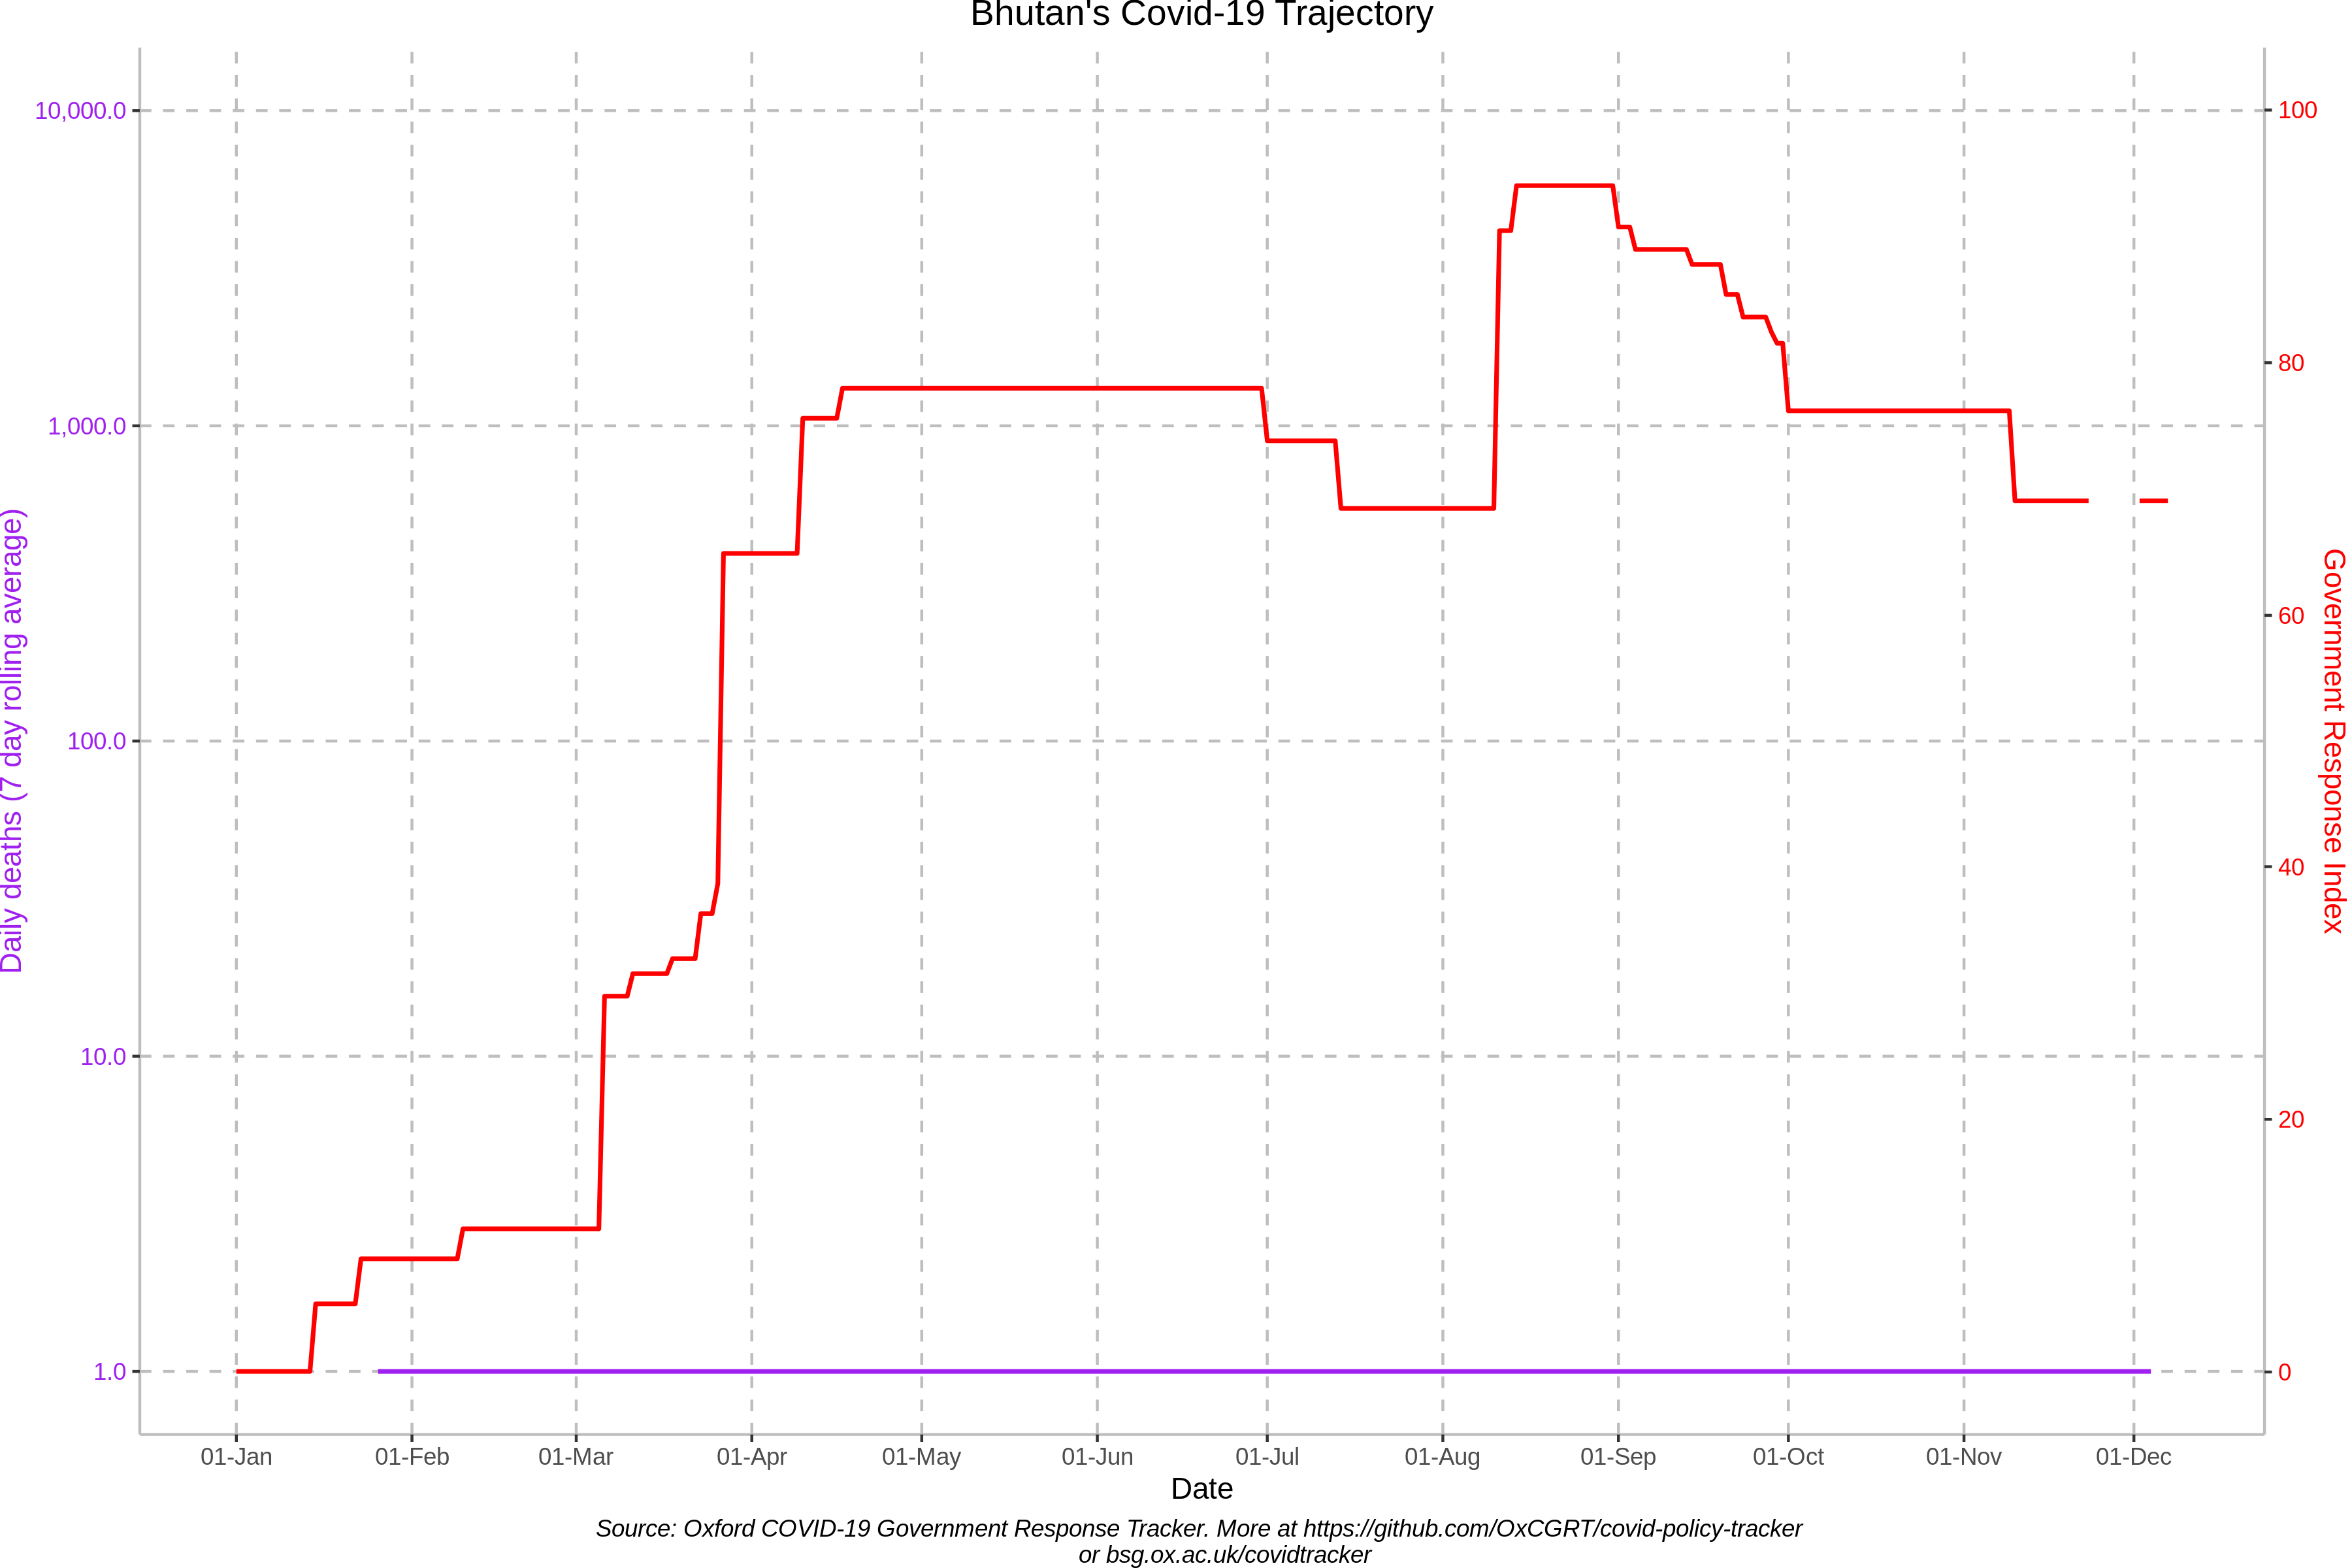 Bhutan's Covid-19 Trajectory
Daily deaths (7 day rolling average)
10,000.0
1,000.0
100.0
10.0
1.0
100
80
60
40
20
0
Government Response Index
01-Jan
01-Feb
01-Mar
01-Apr
01-May
01-Jun
01-Jul
01-Aug
01-Sep
01-Oct
01-Nov
01-Dec
Date
Source: Oxford COVID-19 Government Response Tracker. More at https://github.com/OxCGRT/covid-policy-tracker
or bsg.ox.ac.uk/covidtracker